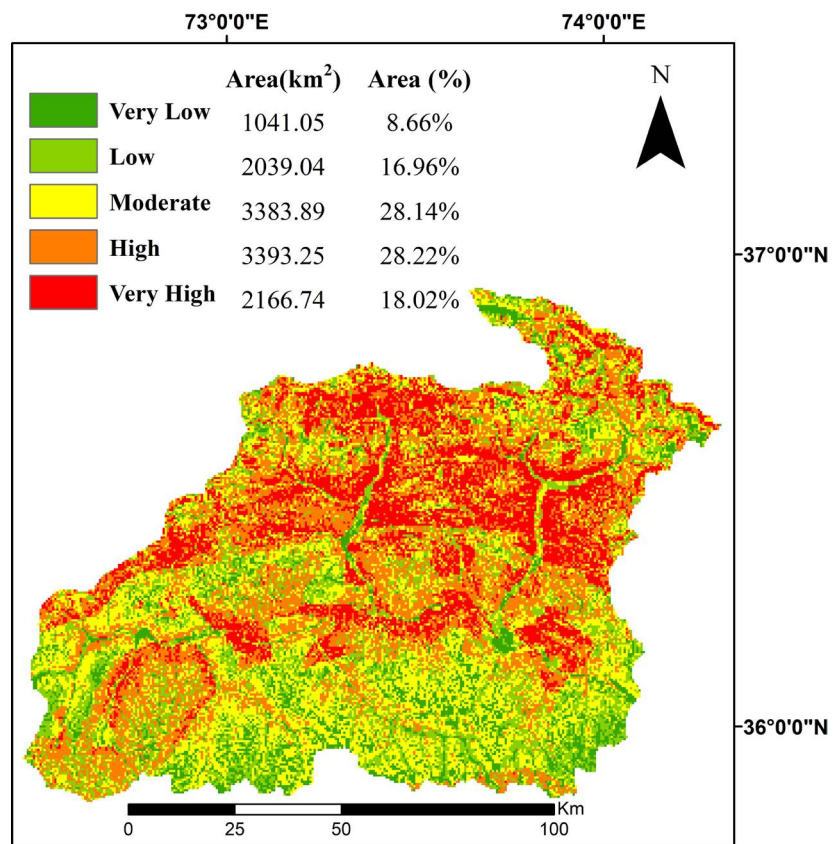 73°0'0"E 74°0'0"E
Area(km²) Area (%)
N
Very Low 1041.05 8.66%
Low 2039.04 16.96%
Moderate 3383.89 28.14%
High 3393.25 28.22%
37°0'0"N
Very High 2166.74 18.02%
36°0'0"N
Km
0 25 50 100